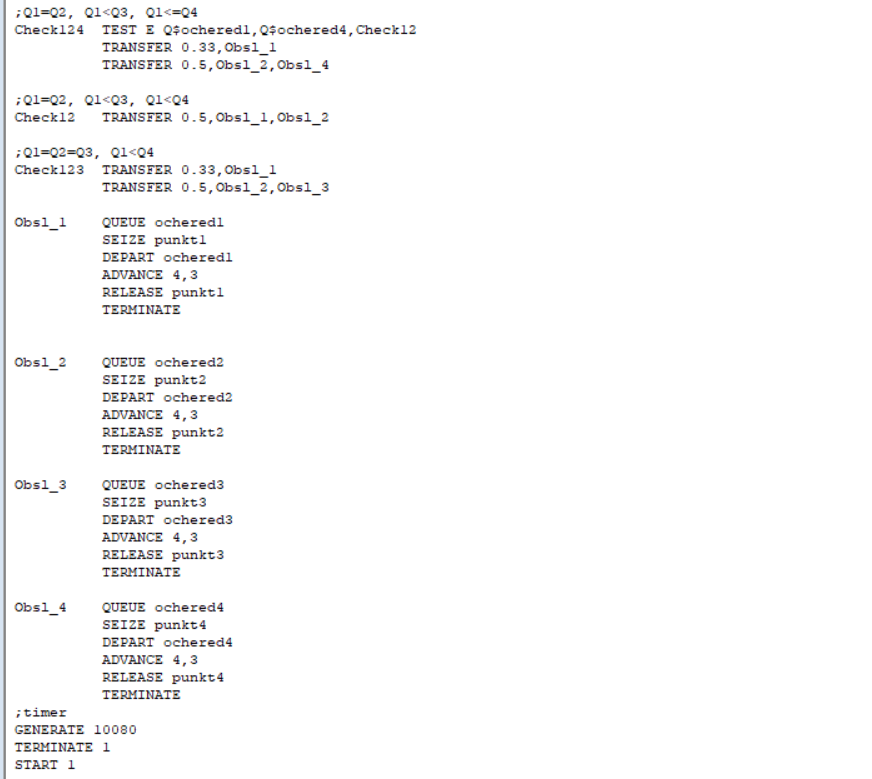 ;Q1=Q2, Q1<Q3, Q1<=Q4
Check124 TEST E Q$ochered1,Q$ochered4,Check12
TRANSFER 0.33,Obsl_1
TRANSFER 0.5,Obsl_2,Obsl_4
;Q1=Q2, Q1<Q3, Q1<Q4
Check12 TRANSFER 0.5,Obsl_1,Obsl_2
;Q1=Q2=Q3, Q1<Q4
Check123 TRANSFER 0.33,Obsl_1
TRANSFER 0.5,Obsl_2,Obsl_3
Obsl_1 QUEUE ochered1
SEIZE punkt1
DEPART ochered1
ADVANCE 4,3
RELEASE punkt1
TERMINATE
Obsl_2 QUEUE ochered2
SEIZE punkt2
DEPART ochered2
ADVANCE 4,3
RELEASE punkt2
TERMINATE
Obsl_3 QUEUE ochered3
SEIZE punkt3
DEPART ochered3
ADVANCE 4,3
RELEASE punkt3
TERMINATE
Obsl_4 QUEUE ochered4
SEIZE punkt4
DEPART ochered4
ADVANCE 4,3
RELEASE punkt4
TERMINATE
;timer
GENERATE 10080
TERMINATE 1
START 1